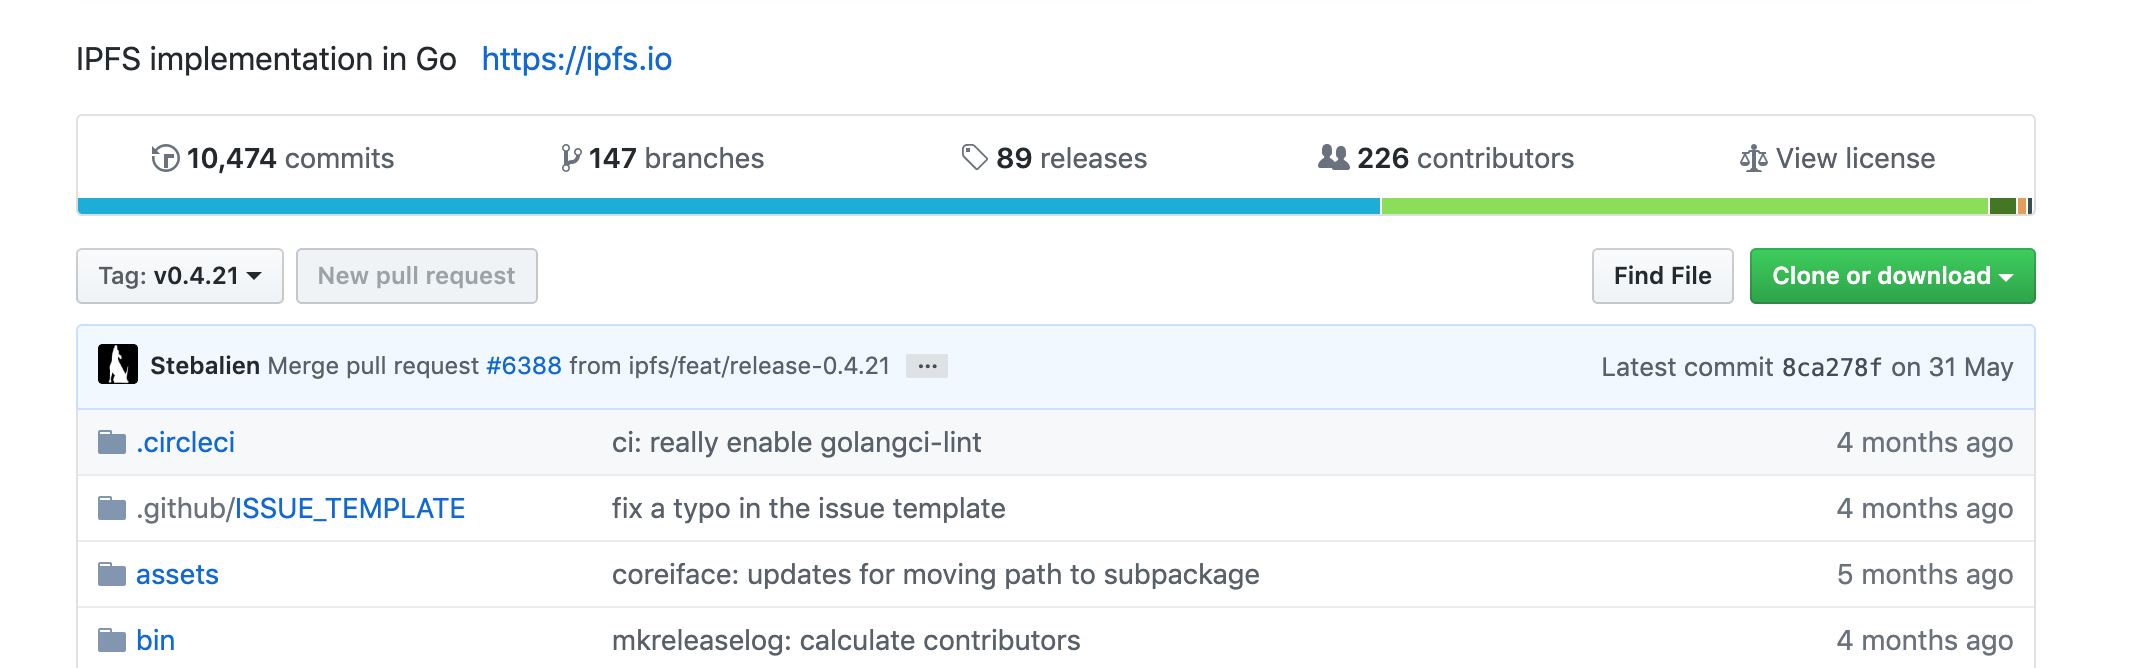 IPFS implementation in Go https://ipfs.io
10,474 commits 147 branches 89 releases 226 contributors View license
Tag: v0.4.21 New pull request Find File Clone or download
Stebalien Merge pull request #6388 from ipfs/feat/release-0.4.21 ... Latest commit 8ca278f on 31 May
.circleci ci: really enable golangci-lint 4 months ago
.github/ISSUE_TEMPLATE fix a typo in the issue template 4 months ago
assets coreiface: updates for moving path to subpackage 5 months ago
bin mkreleaselog: calculate contributors 4 months ago